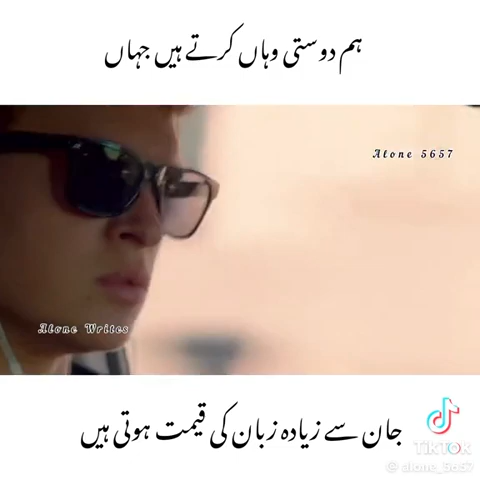 ہم دوستی وہاں کرتے ہیں جہاں
Alone 5657
Alone Writes
جان سے زیادہ زبان کی قیمت ہوتی ہیں
TIKTOK
@ dione_5657